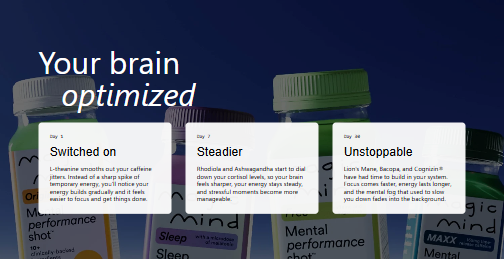 Your brain
optimized
Day 1
Switched on
L-theanine smooths out your caffeine
jitters. Instead of a sharp spike of
temporary energy, you'll notice your
energy builds gradually and it feels
easier to focus and get things done.
Day 7
Steadier
Rhodiola and Ashwagandha start to dial
down your cortisol levels, so your brain
feels sharper, your energy stays steady,
and stressful moments become more
manageable.
Unstoppable
Lion's Mane, Bacopa, and Cognizin®
have had time to build in your system.
Focus comes faster, energy lasts longer,
and the mental fog that used to slow
you down fades into the background.
mind
performance
shot
10+
clinically backed
mind
Sleep
Mental
performance
shot
mind
MAXX